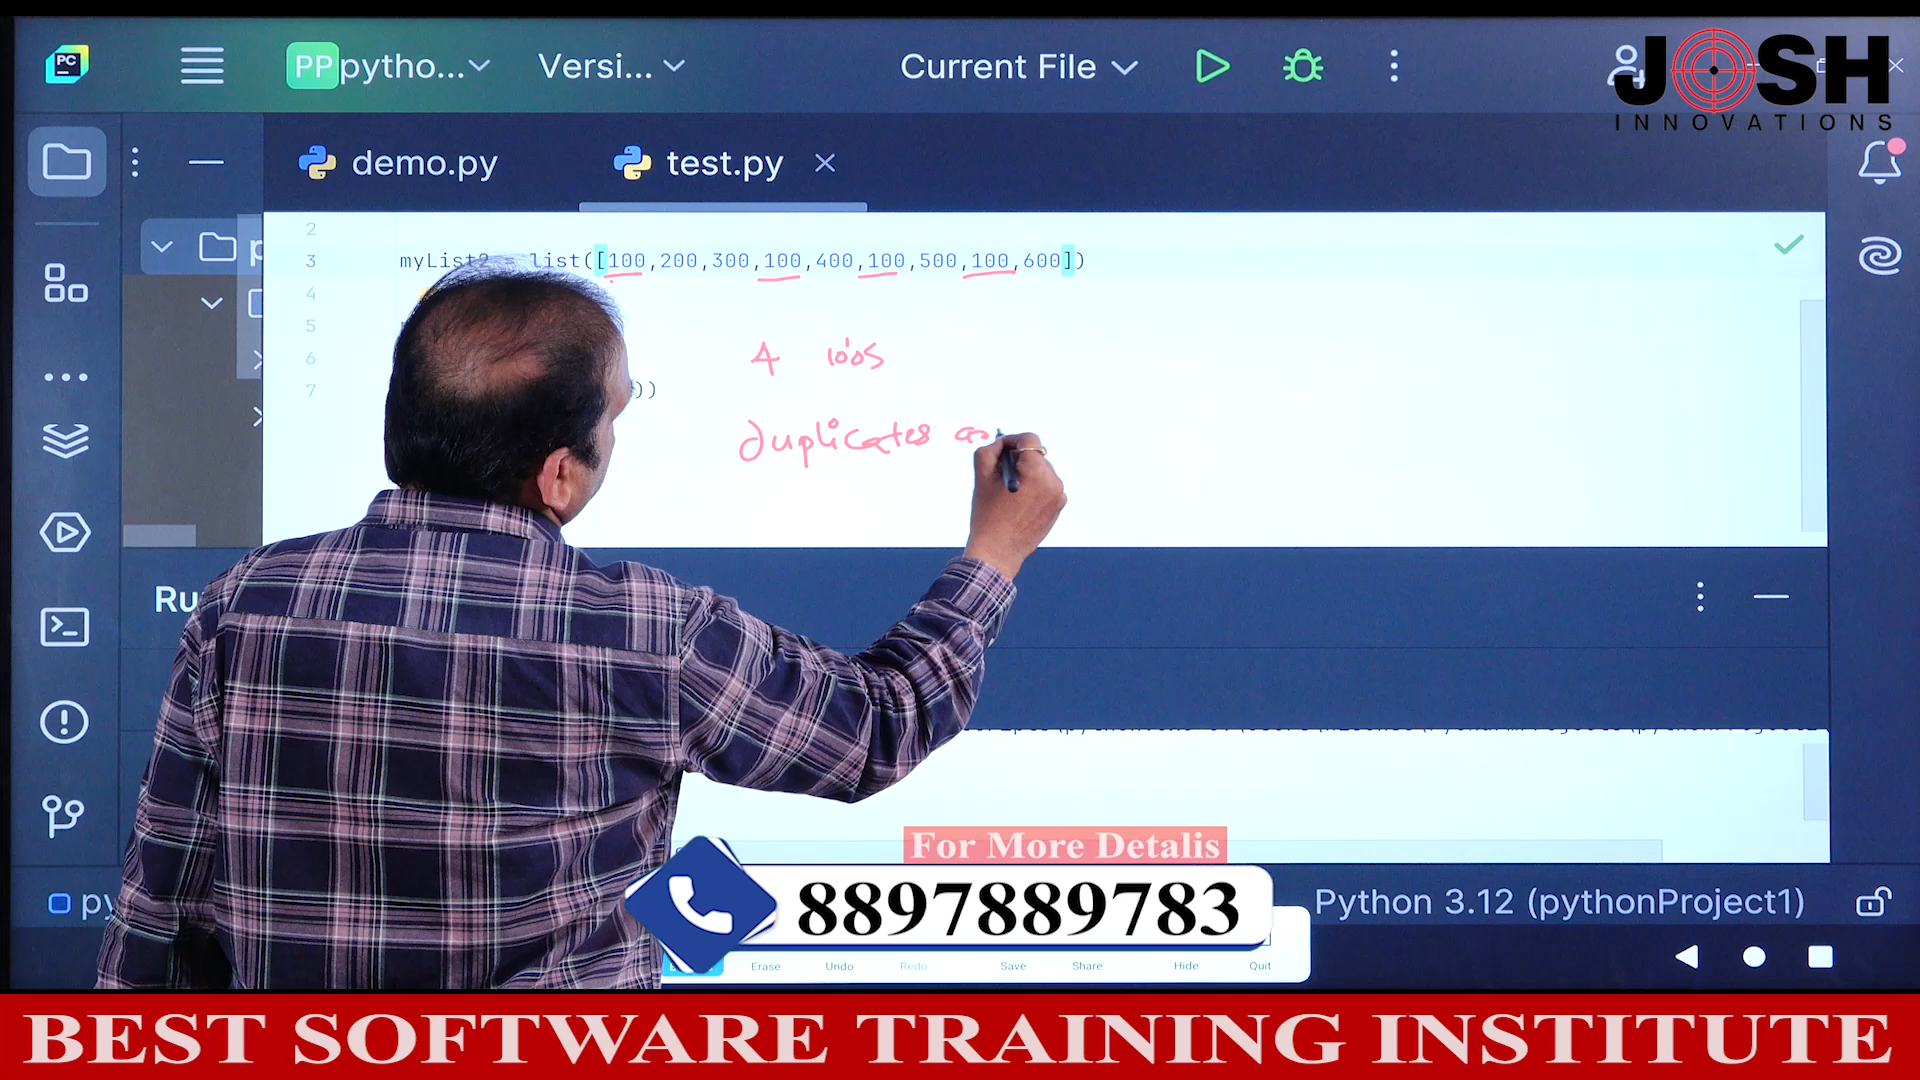 PC
PP pytho...
Versi...
Current File
JOSH
INNOVATIONS
demo.py
test.py
2
3 myList2 = list([100,200,300,100,400,100,500,100,600])
4
5
6
7 ))
4 100s
duplicates
Ru
For More Detalis
8897889783
py
Python 3.12 (pythonProject1)
Erase Undo Redo Save Share Hide Quit
BEST SOFTWARE TRAINING INSTITUTE